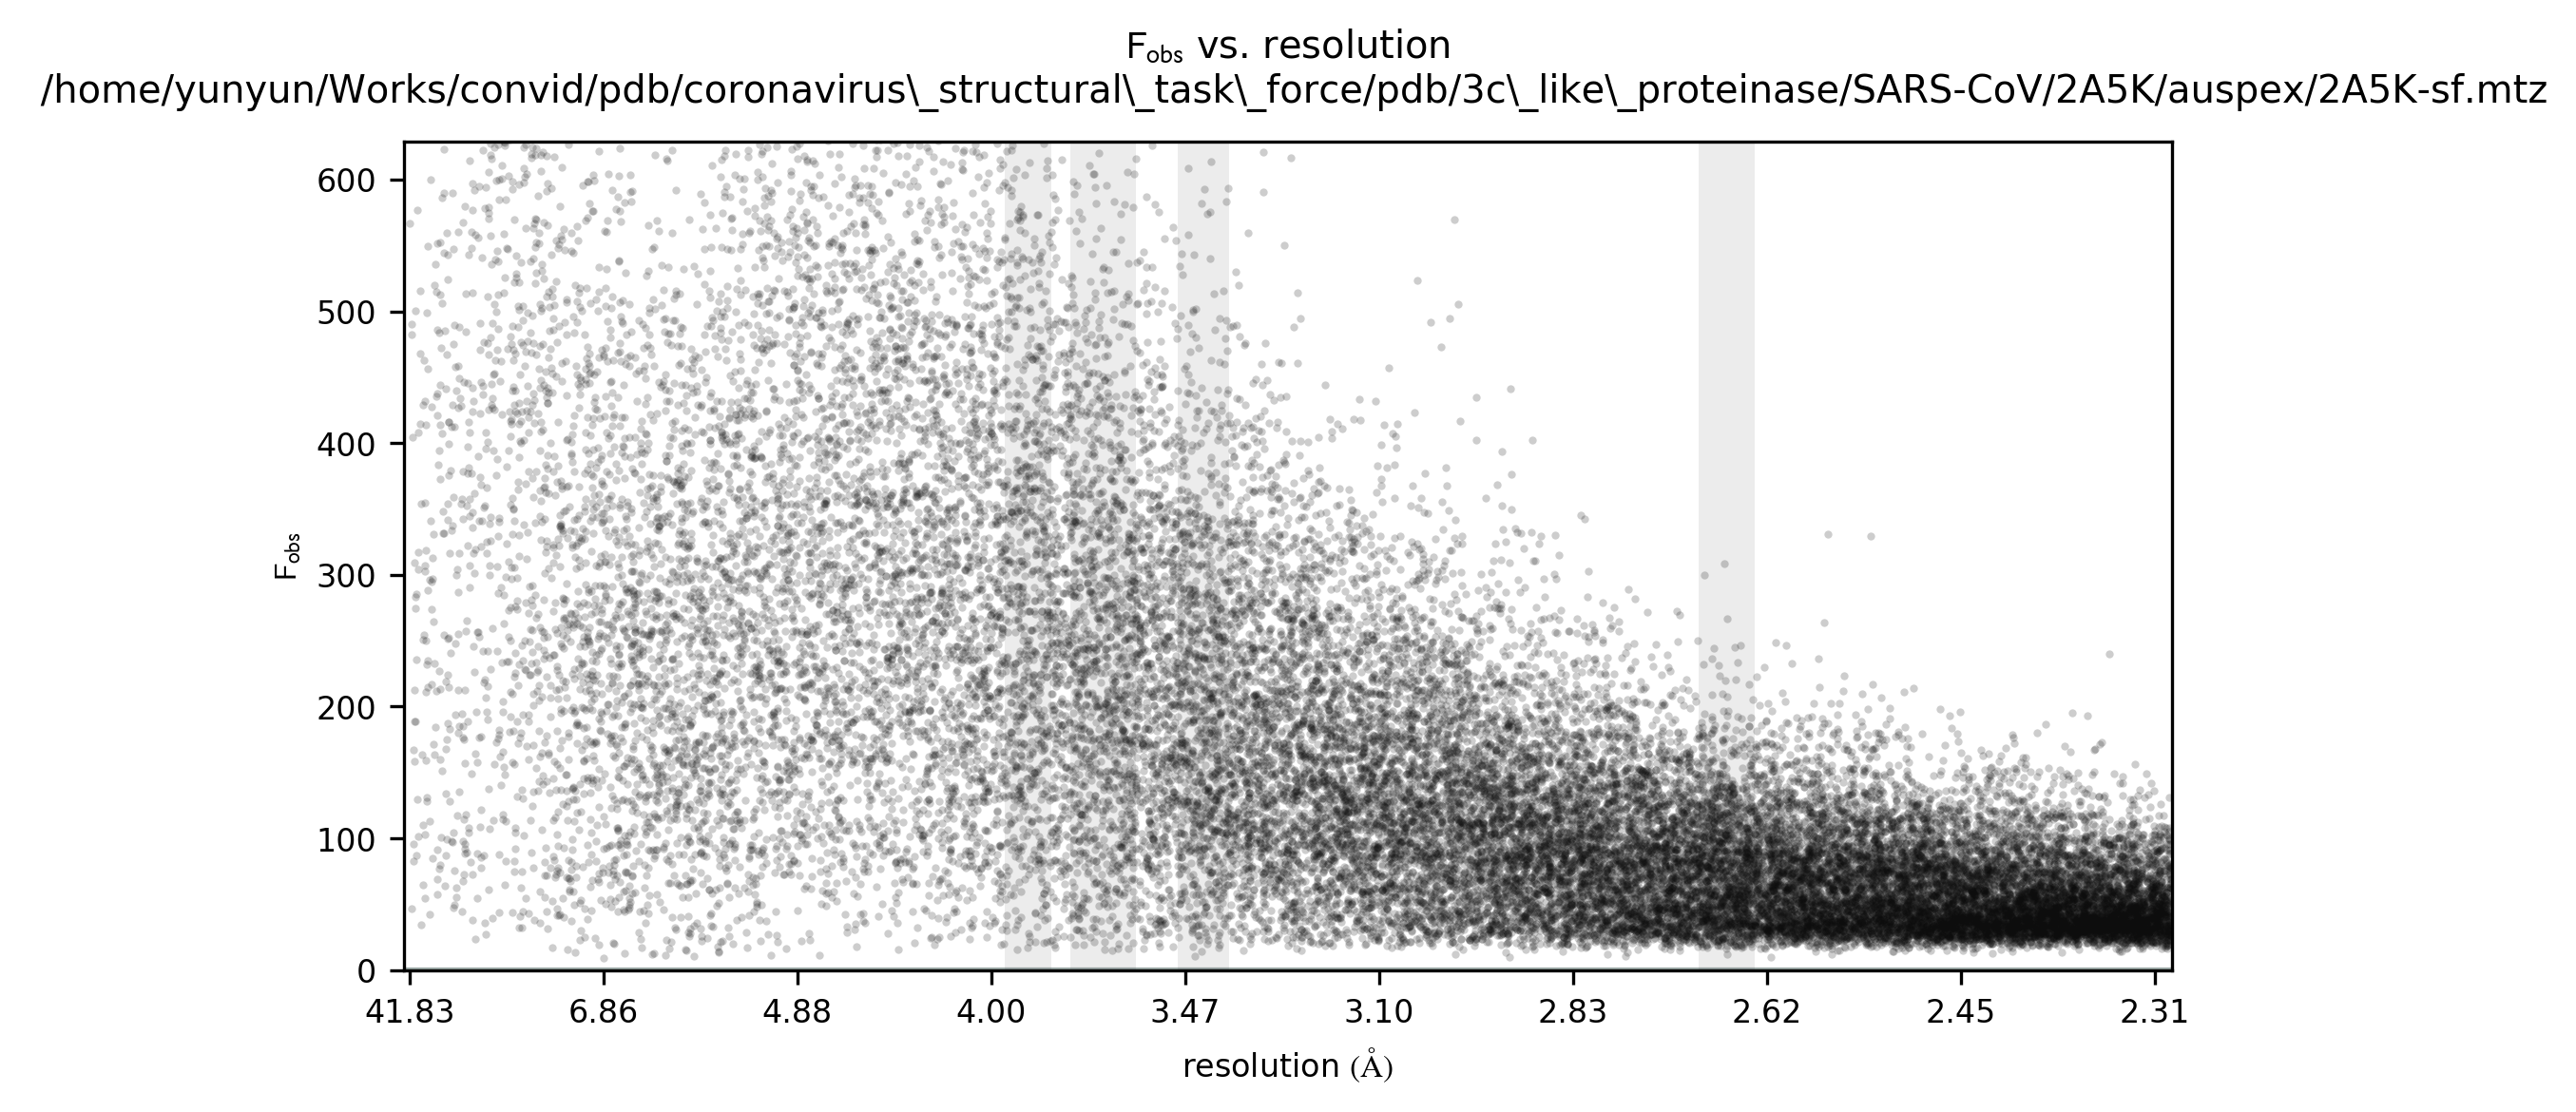 Fobs vs. resolution
/home/yunyun/Works/convid/pdb/coronavirus\_structural\_task\_force/pdb/3c\_like\_proteinase/SARS-CoV/2A5K/auspex/2A5K-sf.mtz
600
500
400
300
200
100
0
Fobs
41.83 6.86 4.88 4.00 3.47 3.10 2.83 2.62 2.45 2.31
resolution (Å)